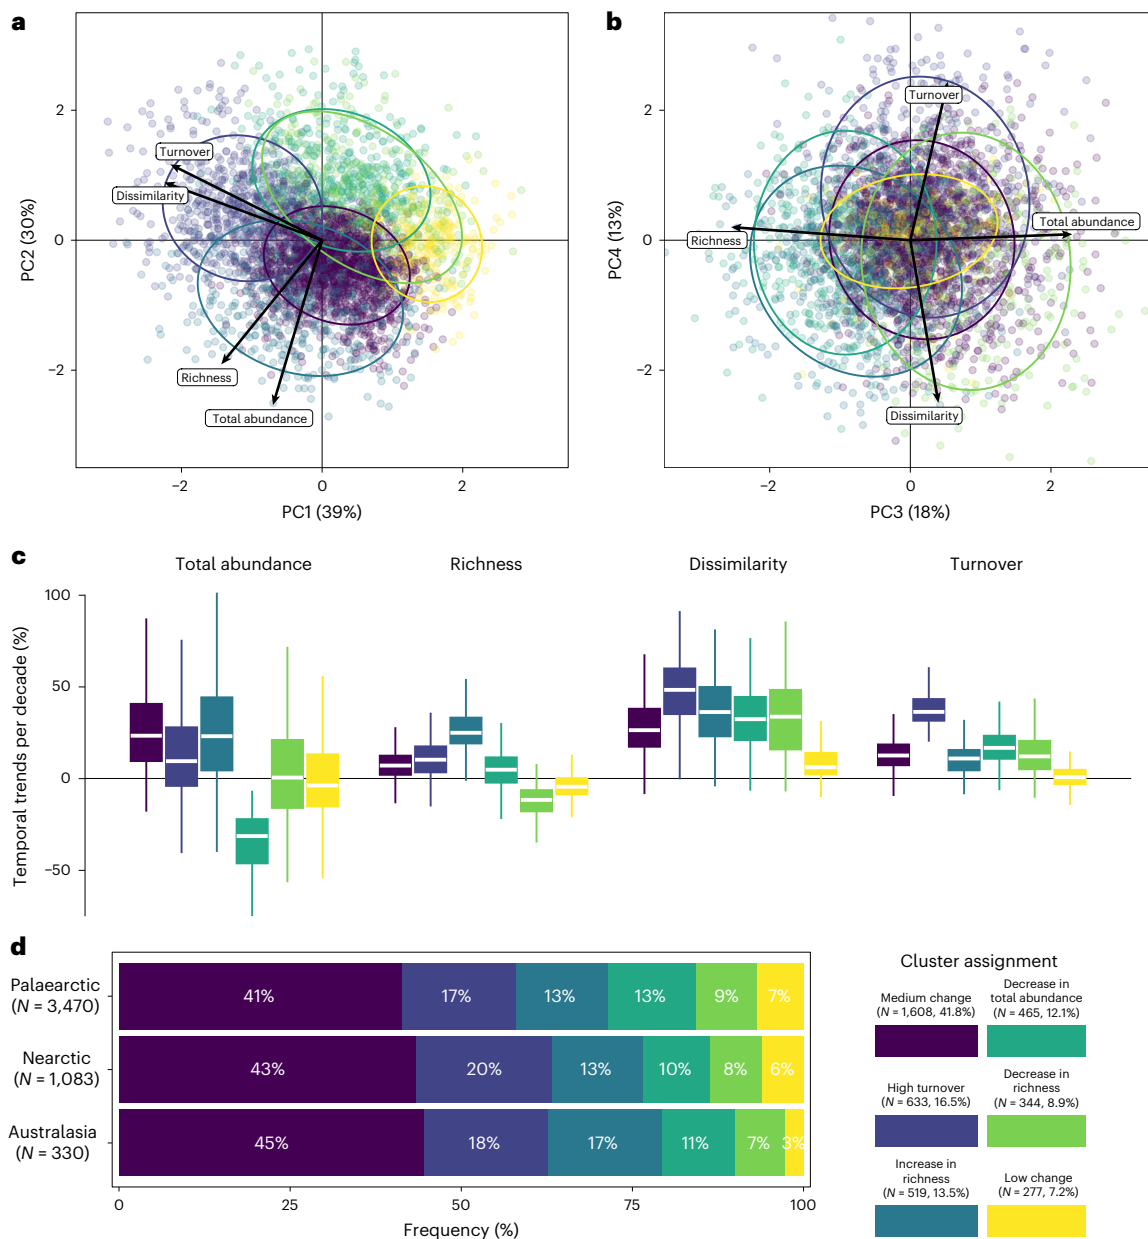 a
b
2
0
−2
PC2 (30%)
Turnover
Dissimilarity
Richness
Total abundance
−2
0
2
PC1 (39%)
2
0
−2
PC4 (13%)
Turnover
Total abundance
Richness
Dissimilarity
−2
0
2
PC3 (18%)
c
Total abundance
Richness
Dissimilarity
Turnover
100
50
0
−50
Temporal trends per decade (%)
d
Palaearctic
(N = 3,470)
41%
17%
13%
13%
9%
7%
Nearctic
(N = 1,083)
43%
20%
13%
10%
8%
6%
Australasia
(N = 330)
45%
18%
17%
11%
7%
3%
0
25
50
75
100
Frequency (%)
Cluster assignment
Medium change
(N = 1,608, 41.8%)
Decrease in
total abundance
(N = 465, 12.1%)
High turnover
(N = 633, 16.5%)
Decrease in
richness
(N = 344, 8.9%)
Increase in
richness
(N = 519, 13.5%)
Low change
(N = 277, 7.2%)